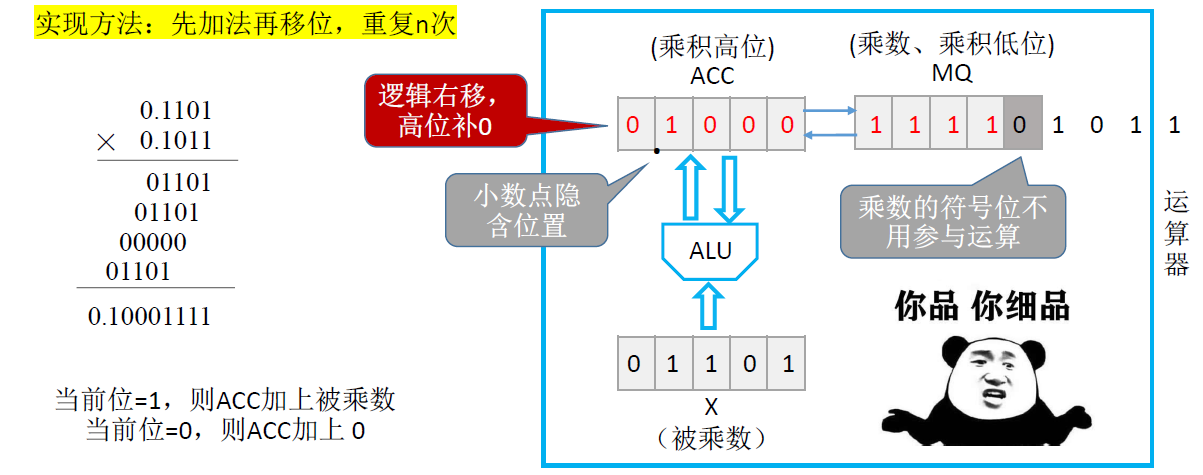 实现方法：先加法再移位，重复n次
0.1101
× 0.1011
01101
01101
00000
01101
0.10001111
当前位=1，则ACC加上被乘数
当前位=0，则ACC加上 0
(乘积高位)
ACC
(乘数、乘积低位)
MQ
逻辑右移，
高位补0
0 1 0 0 0
1 1 1 1 0 1 0 1 1
.
小数点隐
含位置
乘数的符号位不
用参与运算
ALU
0 1 1 0 1
X
（被乘数）
你品 你细品
运
算
器